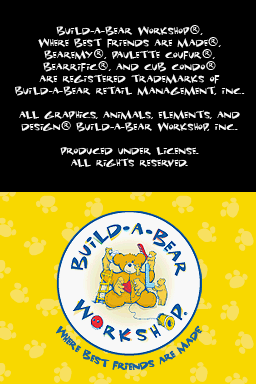 BUILD-A-BEAR WORKSHOP®,
WHERE BEST FRIENDS ARE MADE®,
BEAREMY®, PAULETTE COUFUR®,
BEARRIFIC®, AND CUB CONDO®
ARE REGISTERED TRADEMARKS OF
BUILD-A-BEAR RETAIL MANAGEMENT, INC.
ALL GRAPHICS, ANIMALS, ELEMENTS, AND
DESIGN® BUILD-A-BEAR WORKSHOP, INC.
PRODUCED UNDER LICENSE.
ALL RIGHTS RESERVED.
BUILD-A-BEAR
WORKSHOP®
WHERE BEST FRIENDS ARE MADE